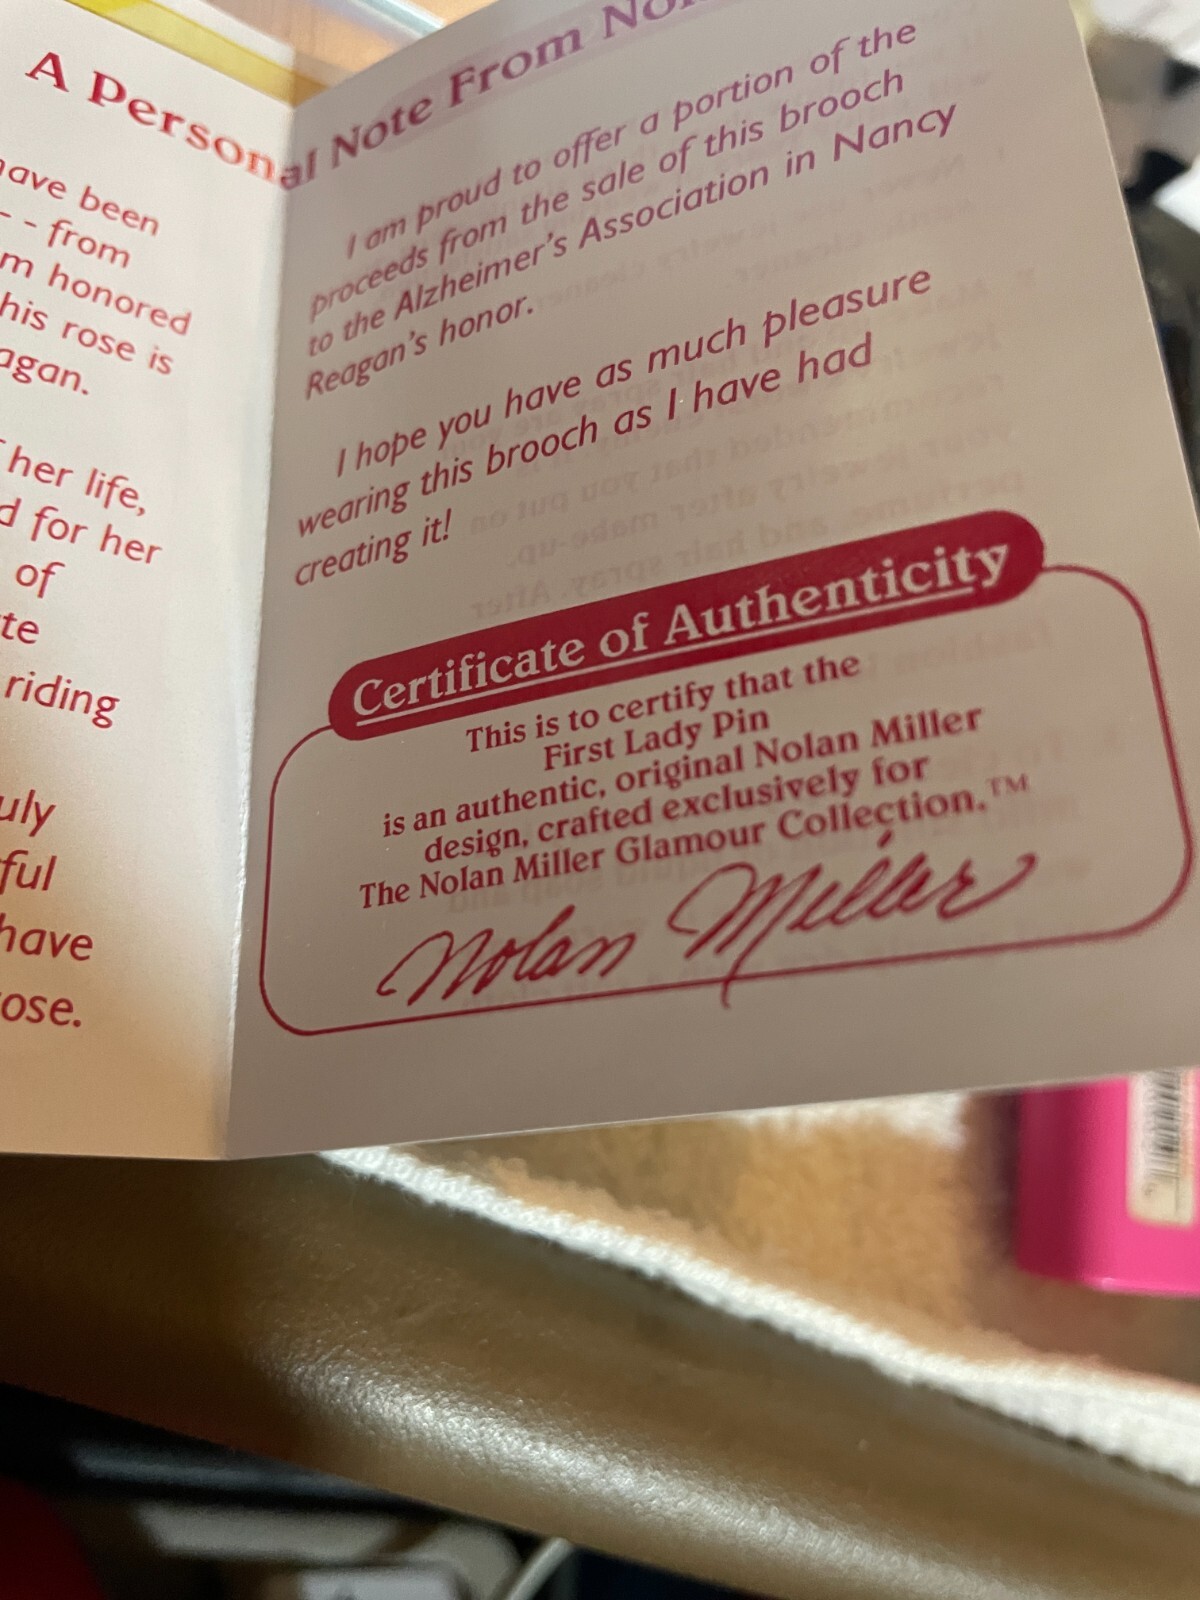 A Personal Note From
ave been
- - from
m honored
his rose is
agan.
her life,
d for her
of
te
riding
uly
ful
have
ose.
I am proud to offer a portion of the
proceeds from the sale of this brooch
to the Alzheimer's Association in Nancy
Reagan's honor.
I hope you have as much pleasure
wearing this brooch as I have had
creating it!
Certificate of Authenticity
This is to certify that the
First Lady Pin
is an authentic, original Nolan Miller
design, crafted exclusively for
The Nolan Miller Glamour Collection.™
Nolan Miller